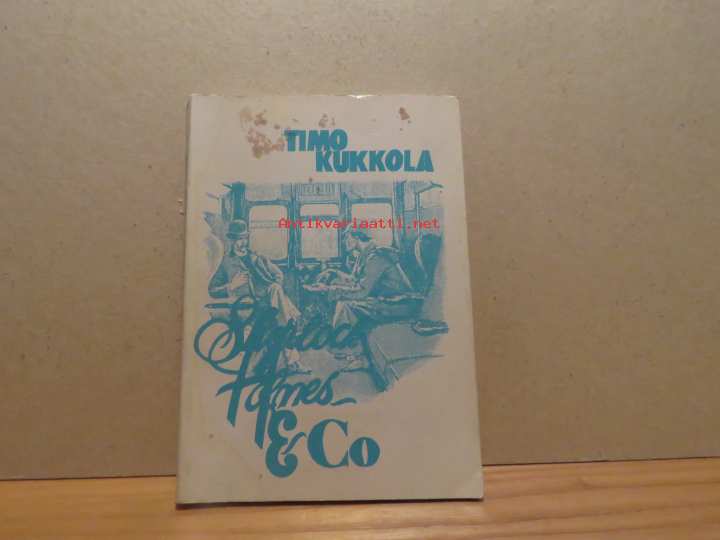 TIMO
KUKKOLA
Antikvariaatti.net
Sherlock
Holmes
& Co